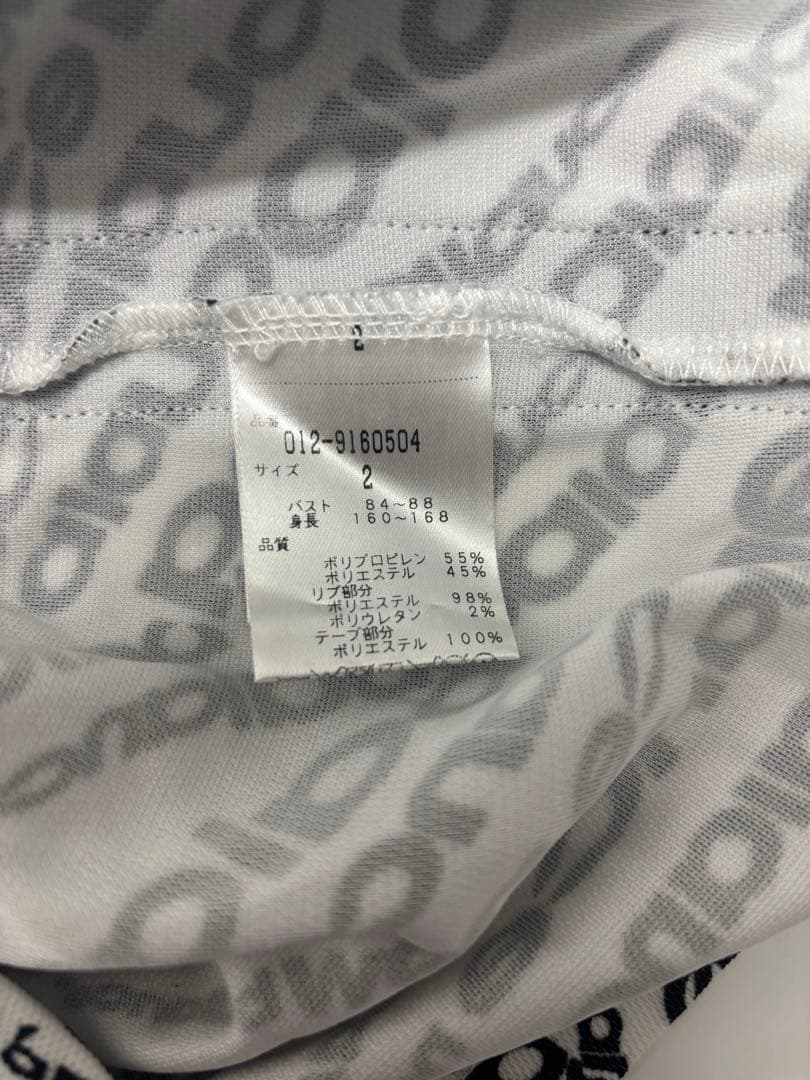 2
品番
012-9160504
サイズ
2
バスト 84~88
身長 160~168
品質
ポリプロピレン 55%
ポリエステル 45%
リブ部分
ポリエステル 98%
ポリウレタン 2%
テープ部分
ポリエステル 100%